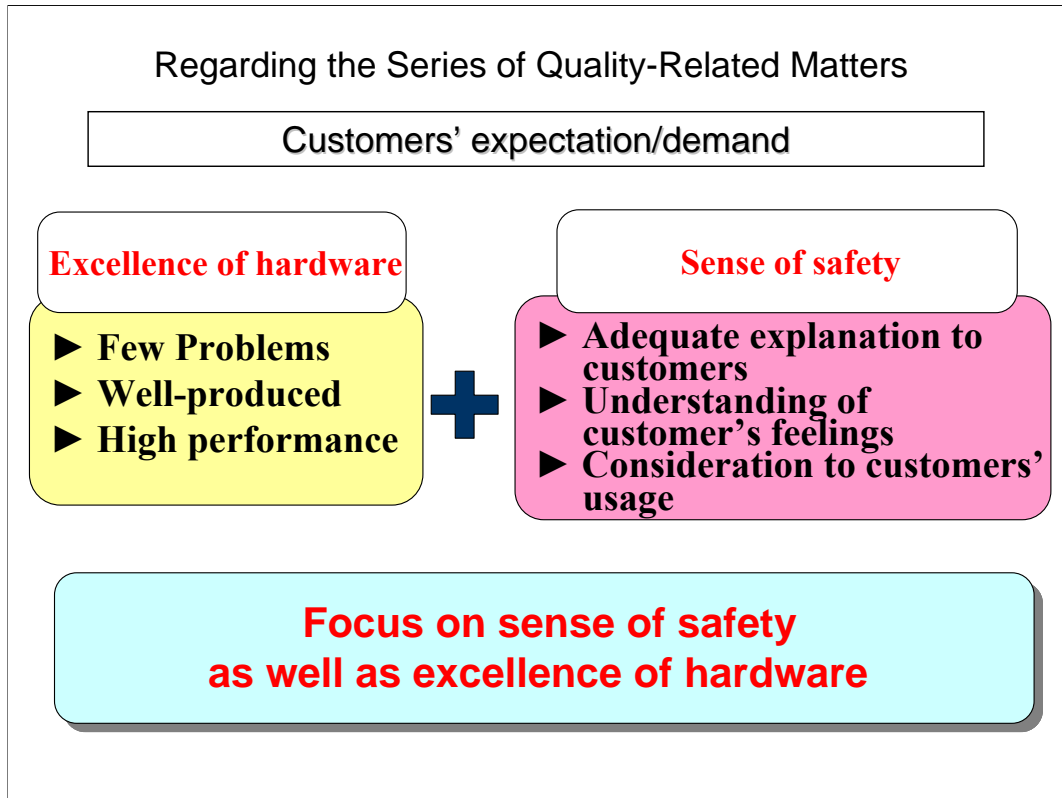 Regarding the Series of Quality-Related Matters
Customers’ expectation/demand
Excellence of hardware
► Few Problems
► Well-produced
► High performance
Sense of safety
► Adequate explanation to
customers
► Understanding of
customer’s feelings
► Consideration to customers’
usage
Focus on sense of safety
as well as excellence of hardware